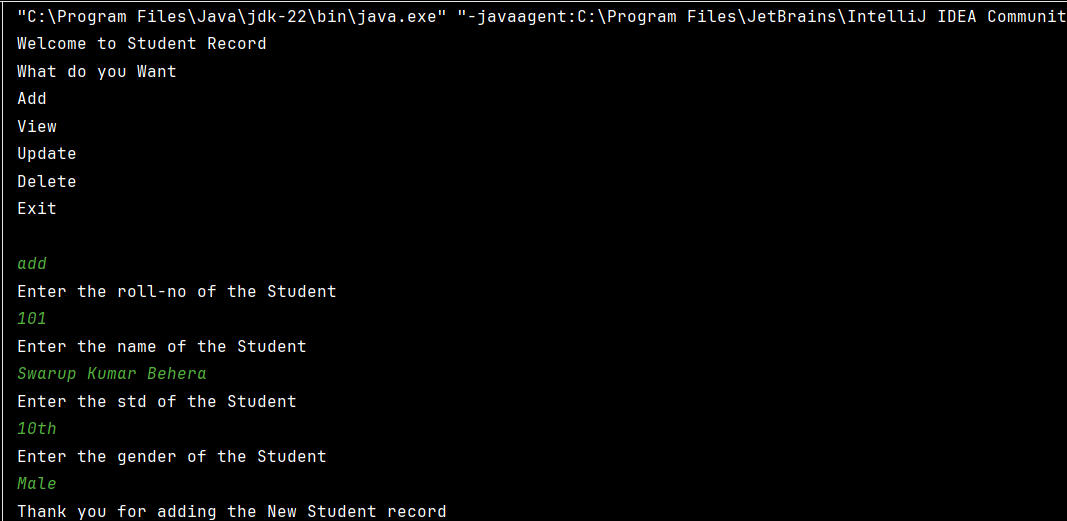 "C:\Program Files\Java\jdk-22\bin\java.exe" "-javaagent:C:\Program Files\JetBrains\IntelliJ IDEA Communit
Welcome to Student Record
What do you Want
Add
View
Update
Delete
Exit
add
Enter the roll-no of the Student
101
Enter the name of the Student
Swarup Kumar Behera
Enter the std of the Student
10th
Enter the gender of the Student
Male
Thank you for adding the New Student record